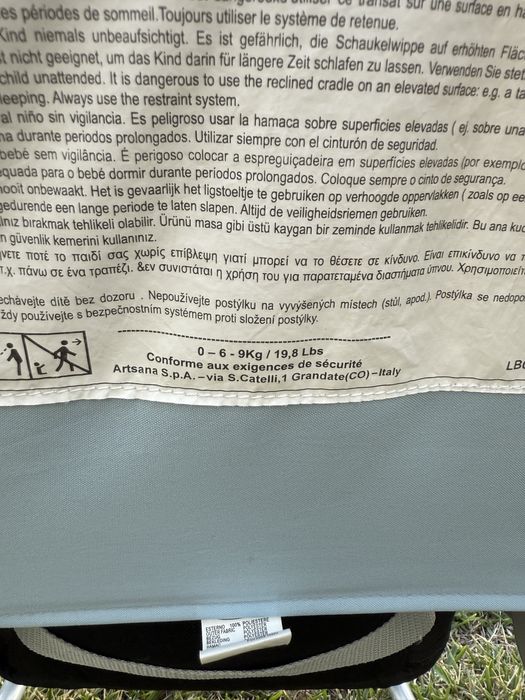 es périodes de sommeil.Toujours utiliser le système de retenue.
Kind niemals unbeaufsichtigt. Es ist gefährlich, die Schaukelwippe auf erhöhten Fläc
t nicht geeignet, um das Kind darin für längere Zeit schlafen zu lassen. Verwenden Sie stet
child unattended. It is dangerous to use the reclined cradle on an elevated surface: e.g. a ta
leeping. Always use the restraint system.
al niño sin vigilancia. Es peligroso usar la hamaca sobre superficies elevadas ( ej. sobre una
na durante periodos prolongados. Utilizar siempre con el cinturón de seguridad.
bebé sem vigilância. É perigoso colocar a espreguiçadeira em superfícies elevadas (por exemplo
quada para o bebé dormir durante períodos prolongados. Coloque sempre o cinto de segurança.
nooit onbewaakt. Het is gevaarlijk het ligstoeltje te gebruiken op verhoogde oppervlakken ( zoals op ee
gedurende een lange periode te laten slapen. Altijd de veiligheidsriemen gebruiken.
lnız bırakmak tehlikeli olabilir. Ürünü masa gibi üstü kaygan bir zeminde kullanmak tehlikelidir. Bu ana kuc
n güvenlik kemerini kullanınız.
νετε ποτέ το παιδί σας χωρίς επίβλεψη γιατί μπορεί να το θέσετε σε κίνδυνο. Είναι επικίνδυνο να τ
τ.χ. πάνω σε ένα τραπέζι. &εν συνιστάται η χρήση του για παρατεταμένα διαστήματα ύπνου. Χρησιμοποιείτ
echávejte dítě bez dozoru . Nepoužívejte postýlku na vyvýšených místech (stůl, apod.). Postýlka se nedopo
ždy používejte s bezpečnostním systémem proti složení postýlky.
0 – 6 - 9Kg / 19,8 Lbs
Conforme aux exigences de sécurité
Artsana S.p.A. – via S.Catelli,1 Grandate(CO) – Italy
LB
ESTERNO 100% POLIESTERE
OUTER FABRIC POLYESTER